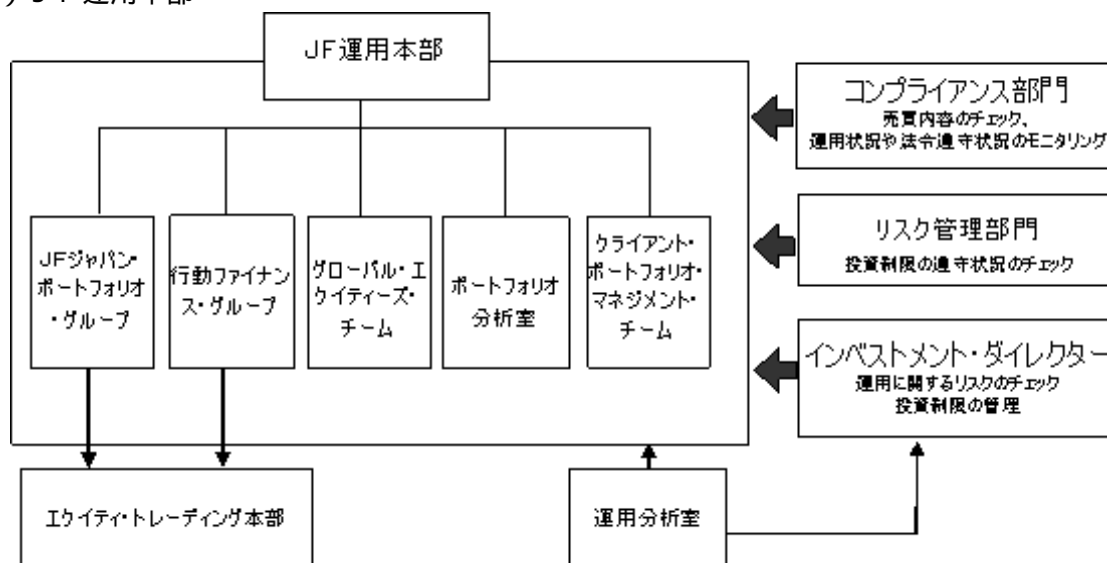 JF運用本部
コンプライアンス部門
売買内容のチェック、
運用状況や法令遵守状況のモニタリング
リスク管理部門
投資制限の遵守状況のチェック
インベストメント・ダイレクター
運用に関するリスクのチェック
投資制限の管理
JFジャパン・
ポートフォリオ
・グループ
行動ファイナン
ス・グループ
グローバル・エ
クイティーズ・
チーム
ポートフォリオ
分析室
クライアント・
ポートフォリオ・
マネジメント・
チーム
エクイティ・トレーディング本部
運用分析室